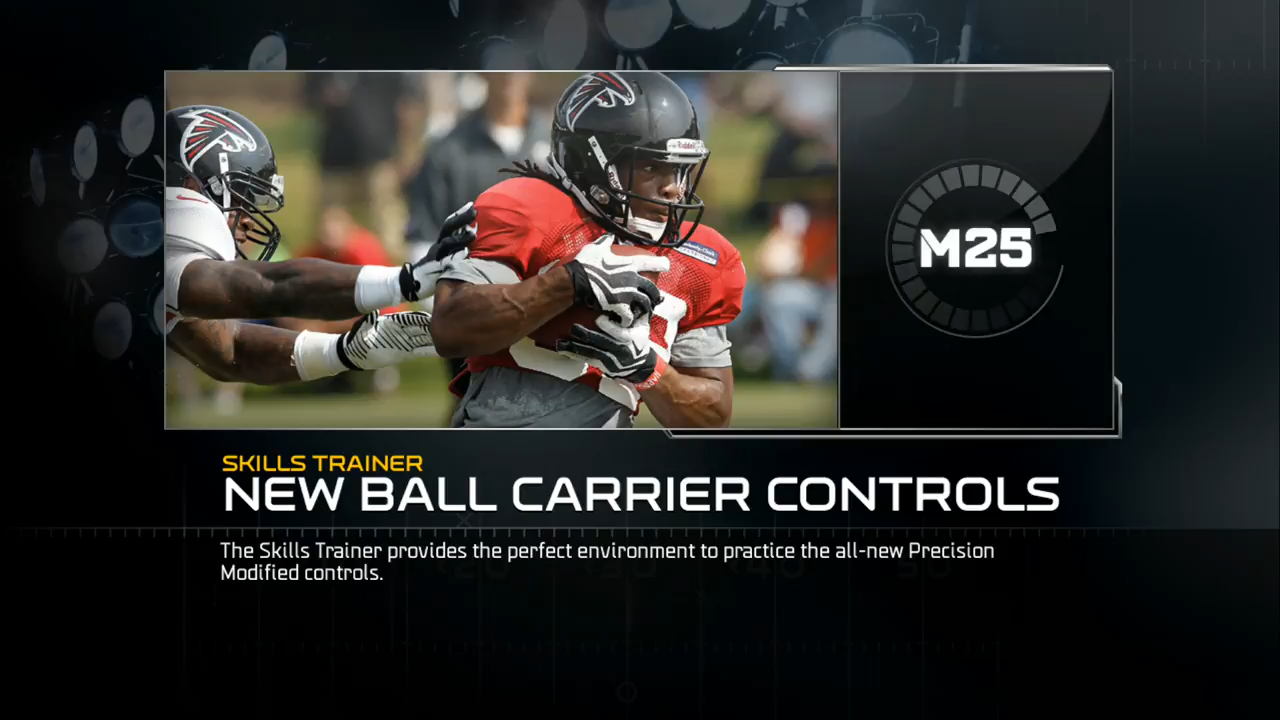 Riddell
M25
SKILLS TRAINER
NEW BALL CARRIER CONTROLS
The Skills Trainer provides the perfect environment to practice the all-new Precision
Modified controls.